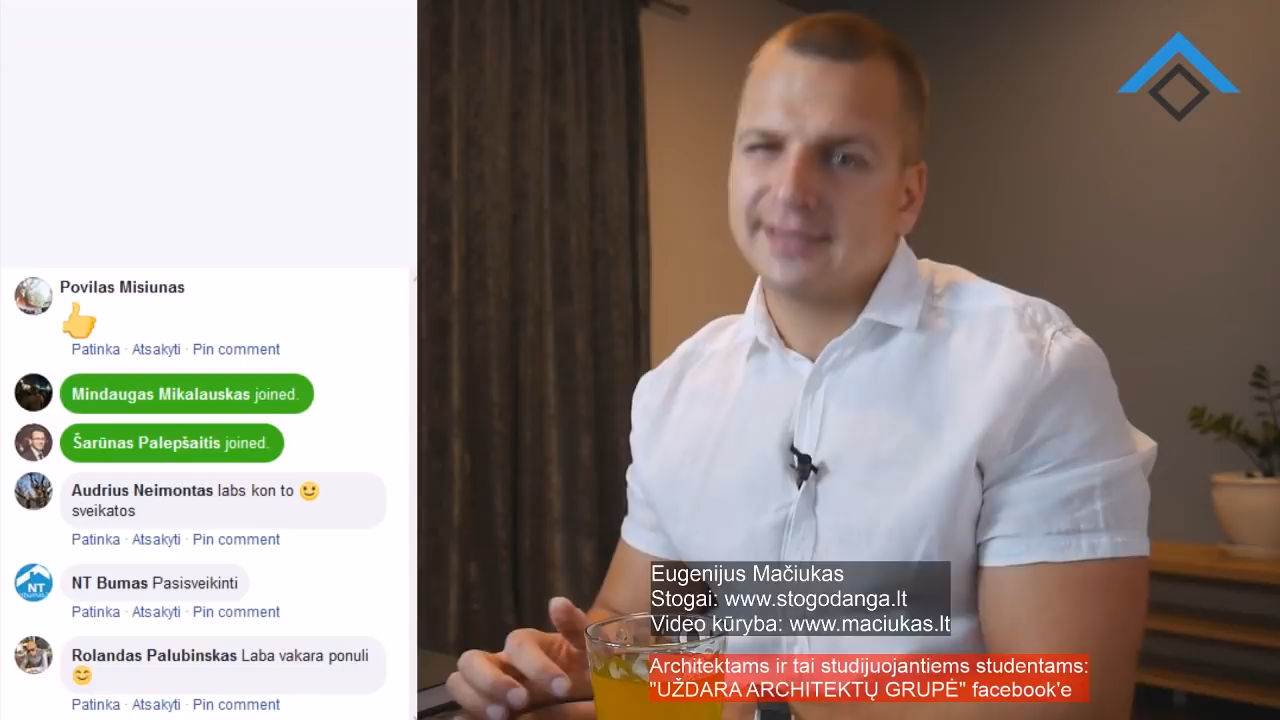 Povilas Misiunas
Patinka · Atsakyti · Pin comment
Mindaugas Mikalauskas joined.
Šarūnas Palepšaitis joined.
Audrius Neimontas labs kon to
sveikatos
Patinka · Atsakyti · Pin comment
NT
NT Bumas Pasisveikinti
Patinka · Atsakyti · Pin comment
Rolandas Palubinskas Laba vakara ponuli
Patinka · Atsakyti · Pin comment
Eugenijus Mačiukas
Stogai: www.stogodanga.lt
Video kūryba: www.maciukas.lt
Architektams ir tai studijuojantiems studentams:
"UŽDARA ARCHITEKTŲ GRUPĖ" facebook'e